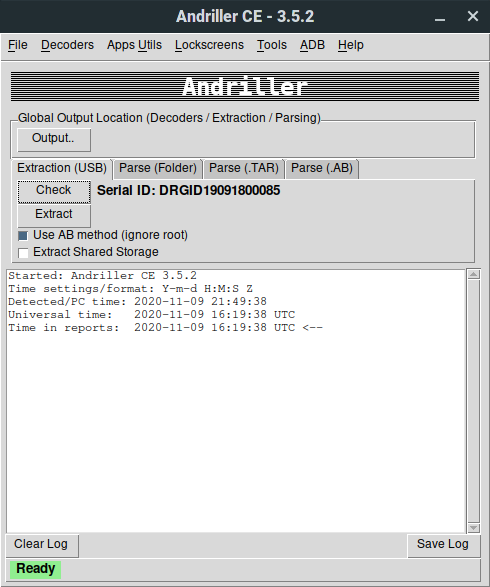 Andriller CE - 3.5.2
File Decoders Apps Utils Lockscreens Tools ADB Help
Andriller
Global Output Location (Decoders / Extraction / Parsing)
Output..
Extraction (USB) Parse (Folder) Parse (.TAR) Parse (.AB)
Check Serial ID: DRGID19091800085
Extract
Use AB method (ignore root)
Extract Shared Storage
Started: Andriller CE 3.5.2
Time settings/format: Y-m-d H:M:S Z
Detected/PC time: 2020-11-09 21:49:38
Universal time: 2020-11-09 16:19:38 UTC
Time in reports: 2020-11-09 16:19:38 UTC <--
Clear Log Save Log
Ready